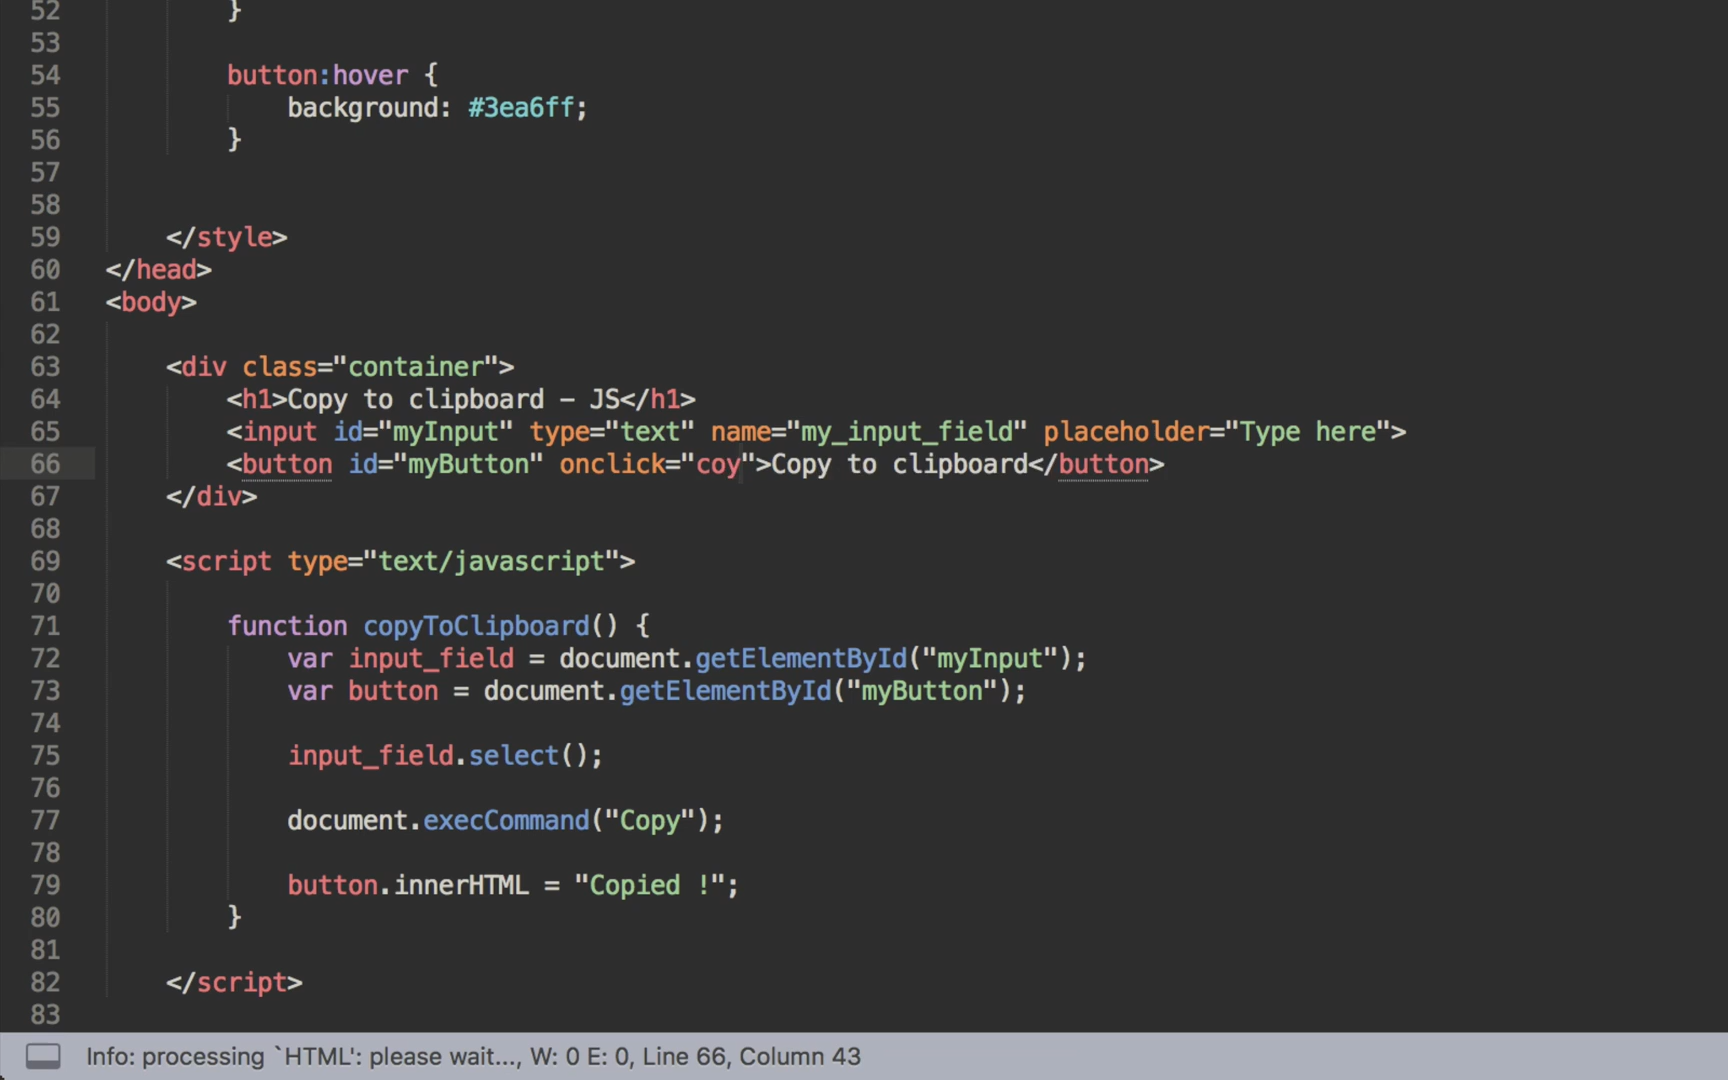 52 }
53
54 button:hover {
55 background: #3ea6ff;
56 }
57
58
59 </style>
60 </head>
61 <body>
62
63 <div class="container">
64 <h1>Copy to clipboard – JS</h1>
65 <input id="myInput" type="text" name="my_input_field" placeholder="Type here">
66 <button id="myButton" onclick="coy">Copy to clipboard</button>
67 </div>
68
69 <script type="text/javascript">
70
71 function copyToClipboard() {
72 var input_field = document.getElementById("myInput");
73 var button = document.getElementById("myButton");
74
75 input_field.select();
76
77 document.execCommand("Copy");
78
79 button.innerHTML = "Copied !";
80 }
81
82 </script>
83
Info: processing `HTML': please wait..., W: 0 E: 0, Line 66, Column 43